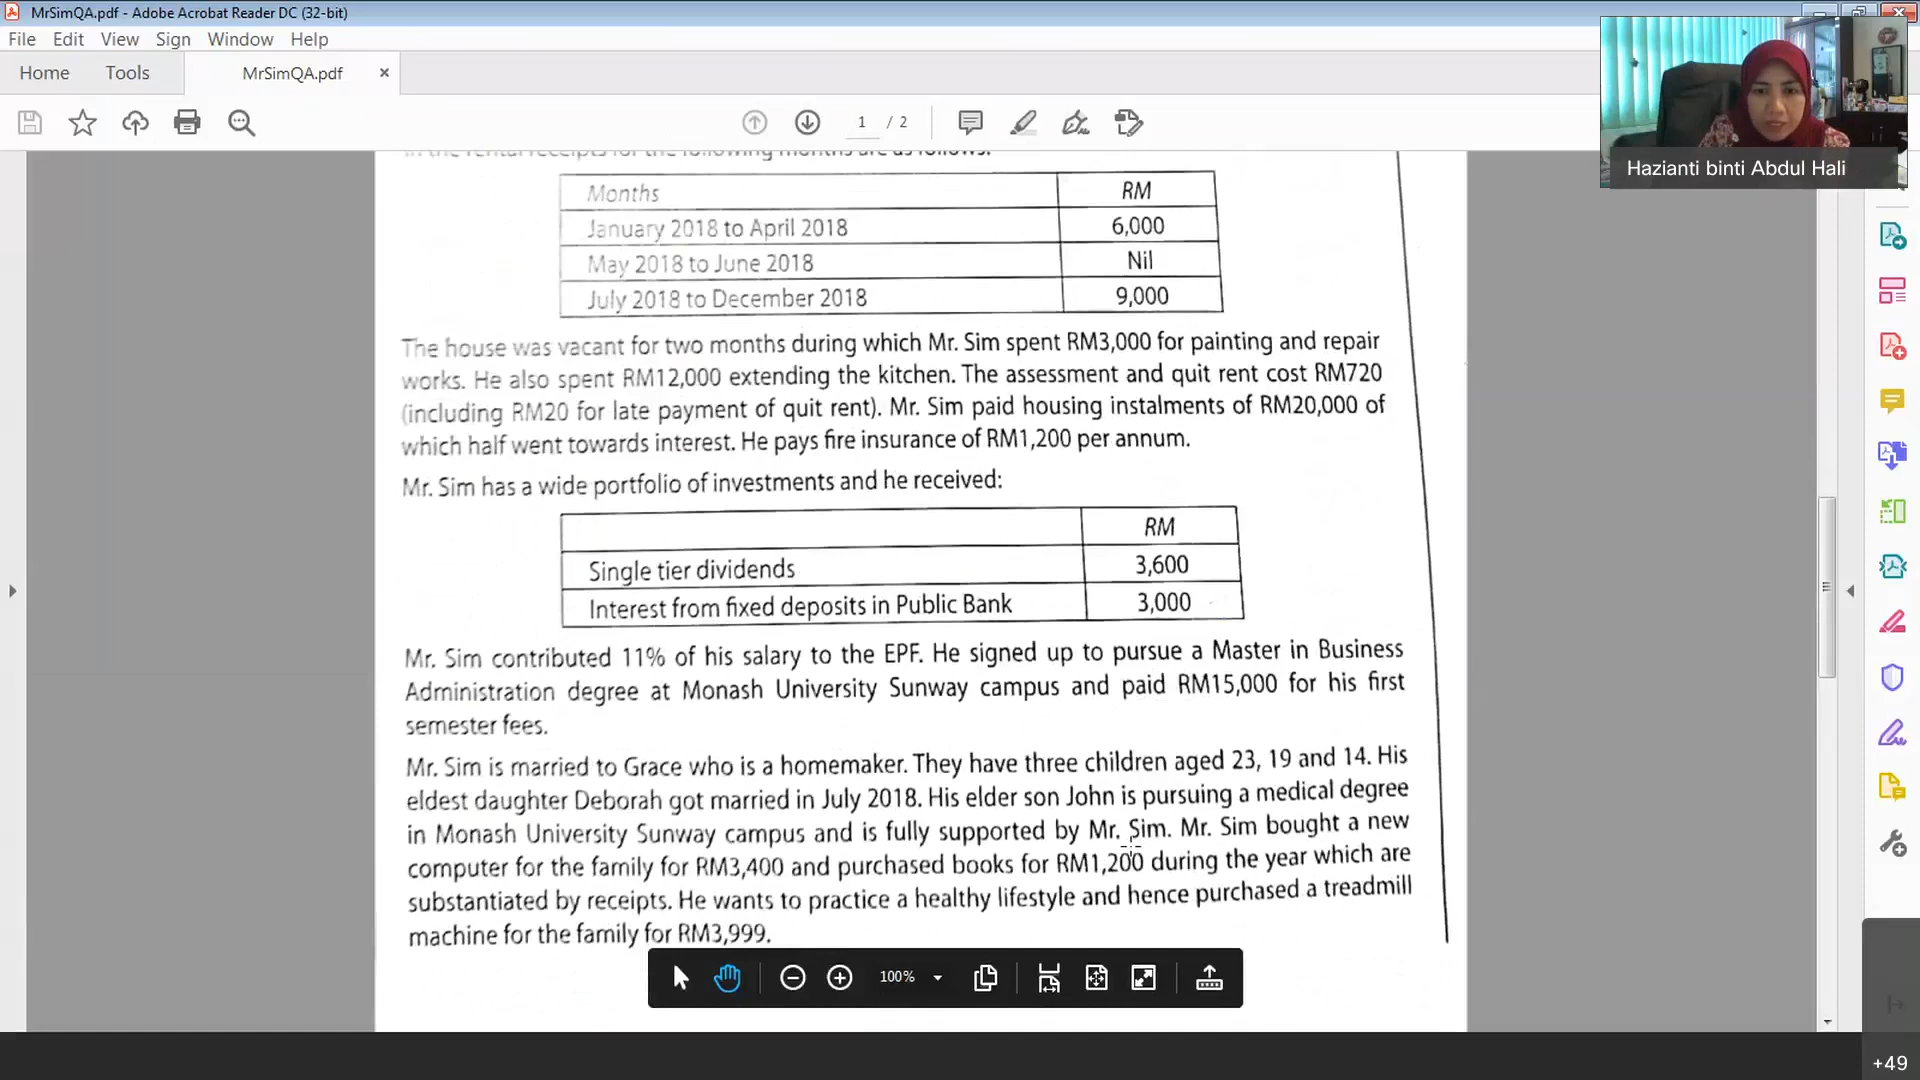 MrSimQA.pdf - Adobe Acrobat Reader DC (32-bit)
File Edit View Sign Window Help
Home Tools MrSimQA.pdf ×
1 / 2
Hazianti binti Abdul Hali
in the rental receipts for the following months are as follows:
Months RM
January 2018 to April 2018 6,000
May 2018 to June 2018 Nil
July 2018 to December 2018 9,000
The house was vacant for two months during which Mr. Sim spent RM3,000 for painting and repair
works. He also spent RM12,000 extending the kitchen. The assessment and quit rent cost RM720
(including RM20 for late payment of quit rent). Mr. Sim paid housing instalments of RM20,000 of
which half went towards interest. He pays fire insurance of RM1,200 per annum.
Mr. Sim has a wide portfolio of investments and he received:
RM
Single tier dividends 3,600
Interest from fixed deposits in Public Bank 3,000
Mr. Sim contributed 11% of his salary to the EPF. He signed up to pursue a Master in Business
Administration degree at Monash University Sunway campus and paid RM15,000 for his first
semester fees.
Mr. Sim is married to Grace who is a homemaker. They have three children aged 23, 19 and 14. His
eldest daughter Deborah got married in July 2018. His elder son John is pursuing a medical degree
in Monash University Sunway campus and is fully supported by Mr. Sim. Mr. Sim bought a new
computer for the family for RM3,400 and purchased books for RM1,200 during the year which are
substantiated by receipts. He wants to practice a healthy lifestyle and hence purchased a treadmill
machine for the family for RM3,999.
100%
+49